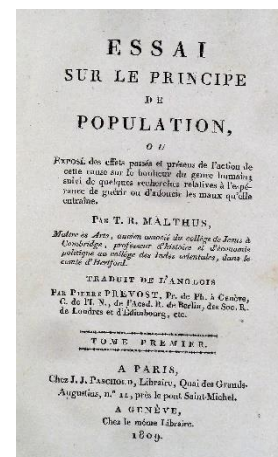 ESSAI
SUR LE PRINCIPE
DE
POPULATION,
OU
EXPOSÉ des effets passés et présens de l'action de
cette cause sur le bonheur du genre humain;
suivi de quelques recherches relatives à l'espé-
rance de guérir ou d'adoucir les maux qu'elle
entraîne.
PAR T. R. MALTHUS,
Maître es Arts, ancien associé du collège de Jesus à
Cambridge, professeur d'histoire et d'économie
politique au collège des Indes orientales, dans le
comté d'Hertford.
TRADUIT DE L'ANGLOIS
PAR PIERRE PREVOST, Pr. de Ph. à Genève,
C. de l'I. N., de l'Acad. R. de Berlin, des Soc. R.
de Londres et d'Edimbourg, etc.
TOME PREMIER.
A PARIS,
Chez J. J. PASCHOUD, Libraire, Quai des Grands-
Augustins, n.° 11, près le pont Saint-Michel.
A GENÈVE,
Chez le même Libraire.
1809.